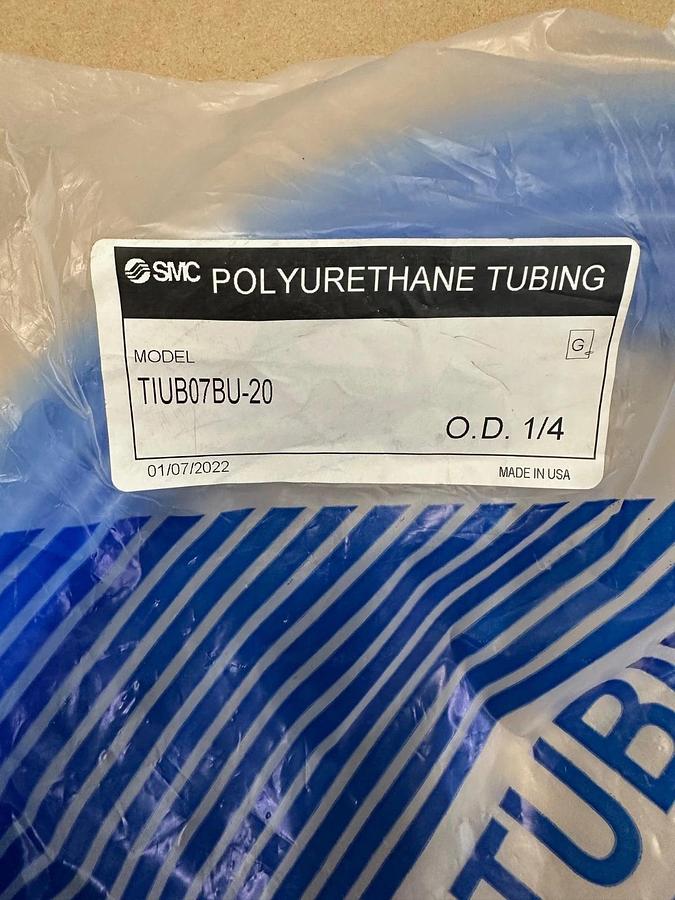 SMC POLYURETHANE TUBING
G
MODEL
TIUB07BU-20
O.D. 1/4
01/07/2022
MADE IN USA
TUB